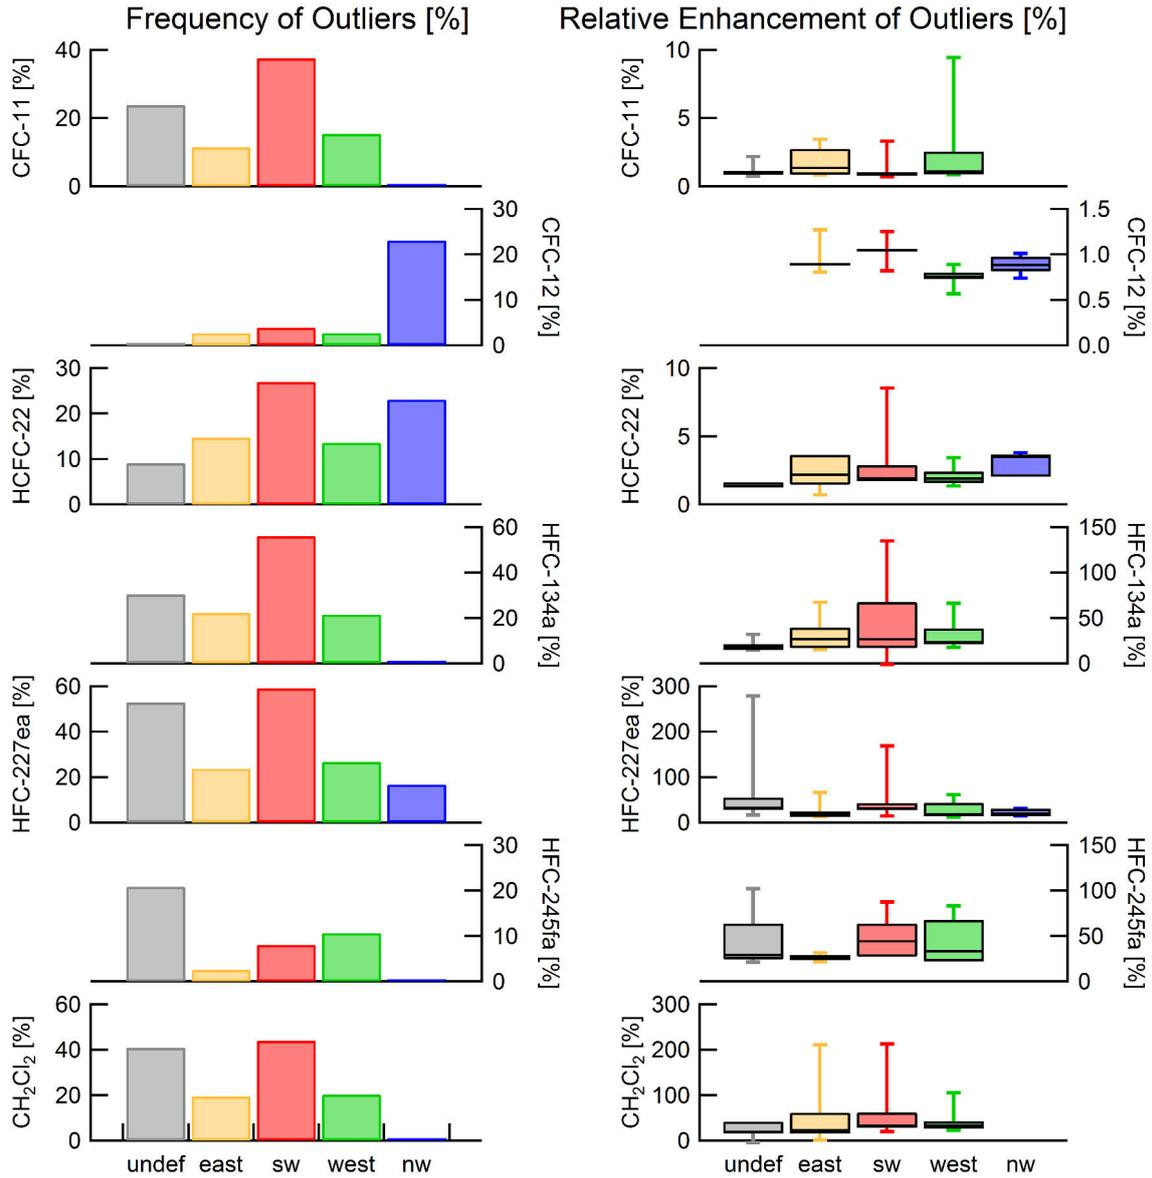 Frequency of Outliers [%]
Relative Enhancement of Outliers [%]
CFC-11 [%]
40
20
0
CFC-11 [%]
10
5
0
30
20
10
0
CFC-12 [%]
1.5
1.0
0.5
0.0
CFC-12 [%]
HCFC-22 [%]
30
20
10
0
HCFC-22 [%]
10
5
0
60
40
20
0
HFC-134a [%]
150
100
50
0
HFC-134a [%]
HFC-227ea [%]
60
40
20
0
HFC-227ea [%]
300
200
100
0
30
20
10
0
HFC-245fa [%]
150
100
50
0
HFC-245fa [%]
CH₂Cl₂ [%]
60
40
20
0
CH₂Cl₂ [%]
300
200
100
0
undef east sw west nw
undef east sw west nw